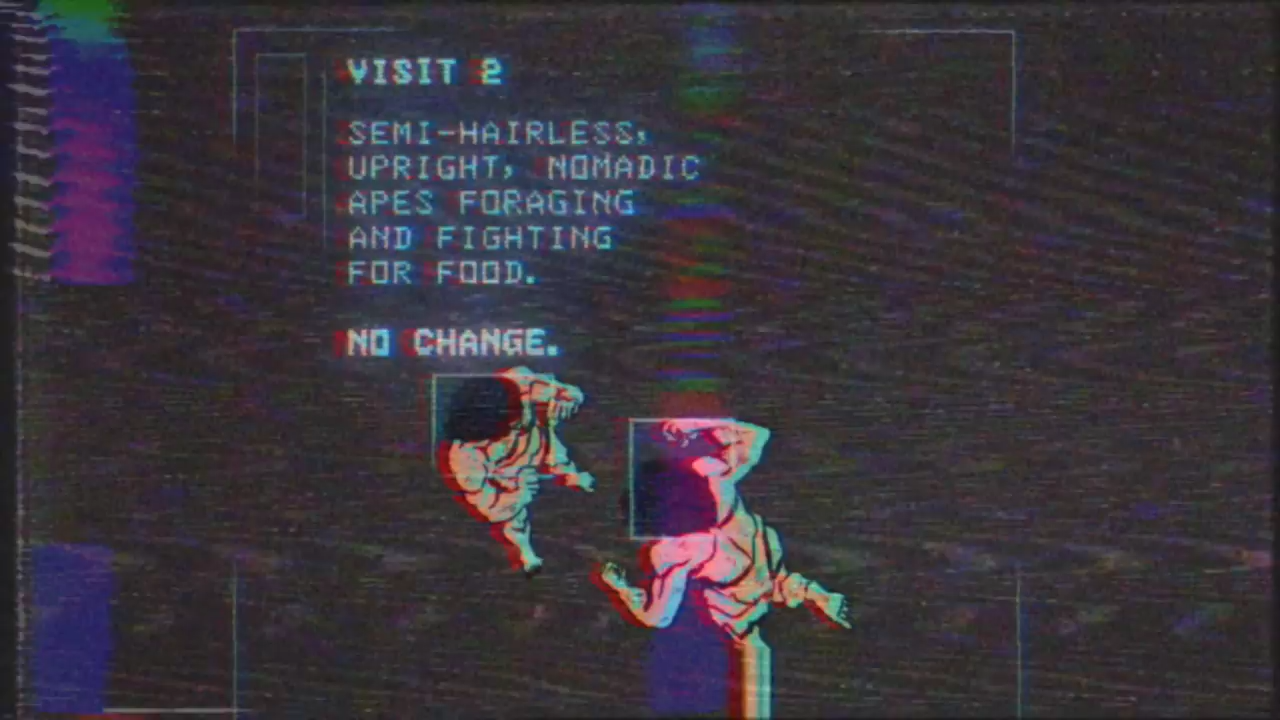 VISIT 2
SEMI-HAIRLESS,
UPRIGHT, NOMADIC
APES FORAGING
AND FIGHTING
FOR FOOD.
NO CHANGE.